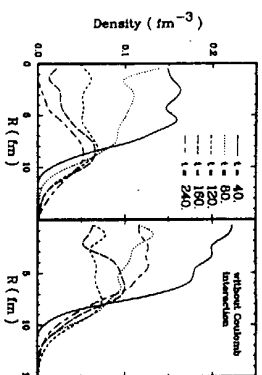 Density ( fm⁻³ )
0.0
0.1
0.2
0
5
10
R ( fm )
t = 40.
t = 80.
t = 120.
t = 160.
t = 240.
without Coulomb
interaction
5
10
R ( fm )